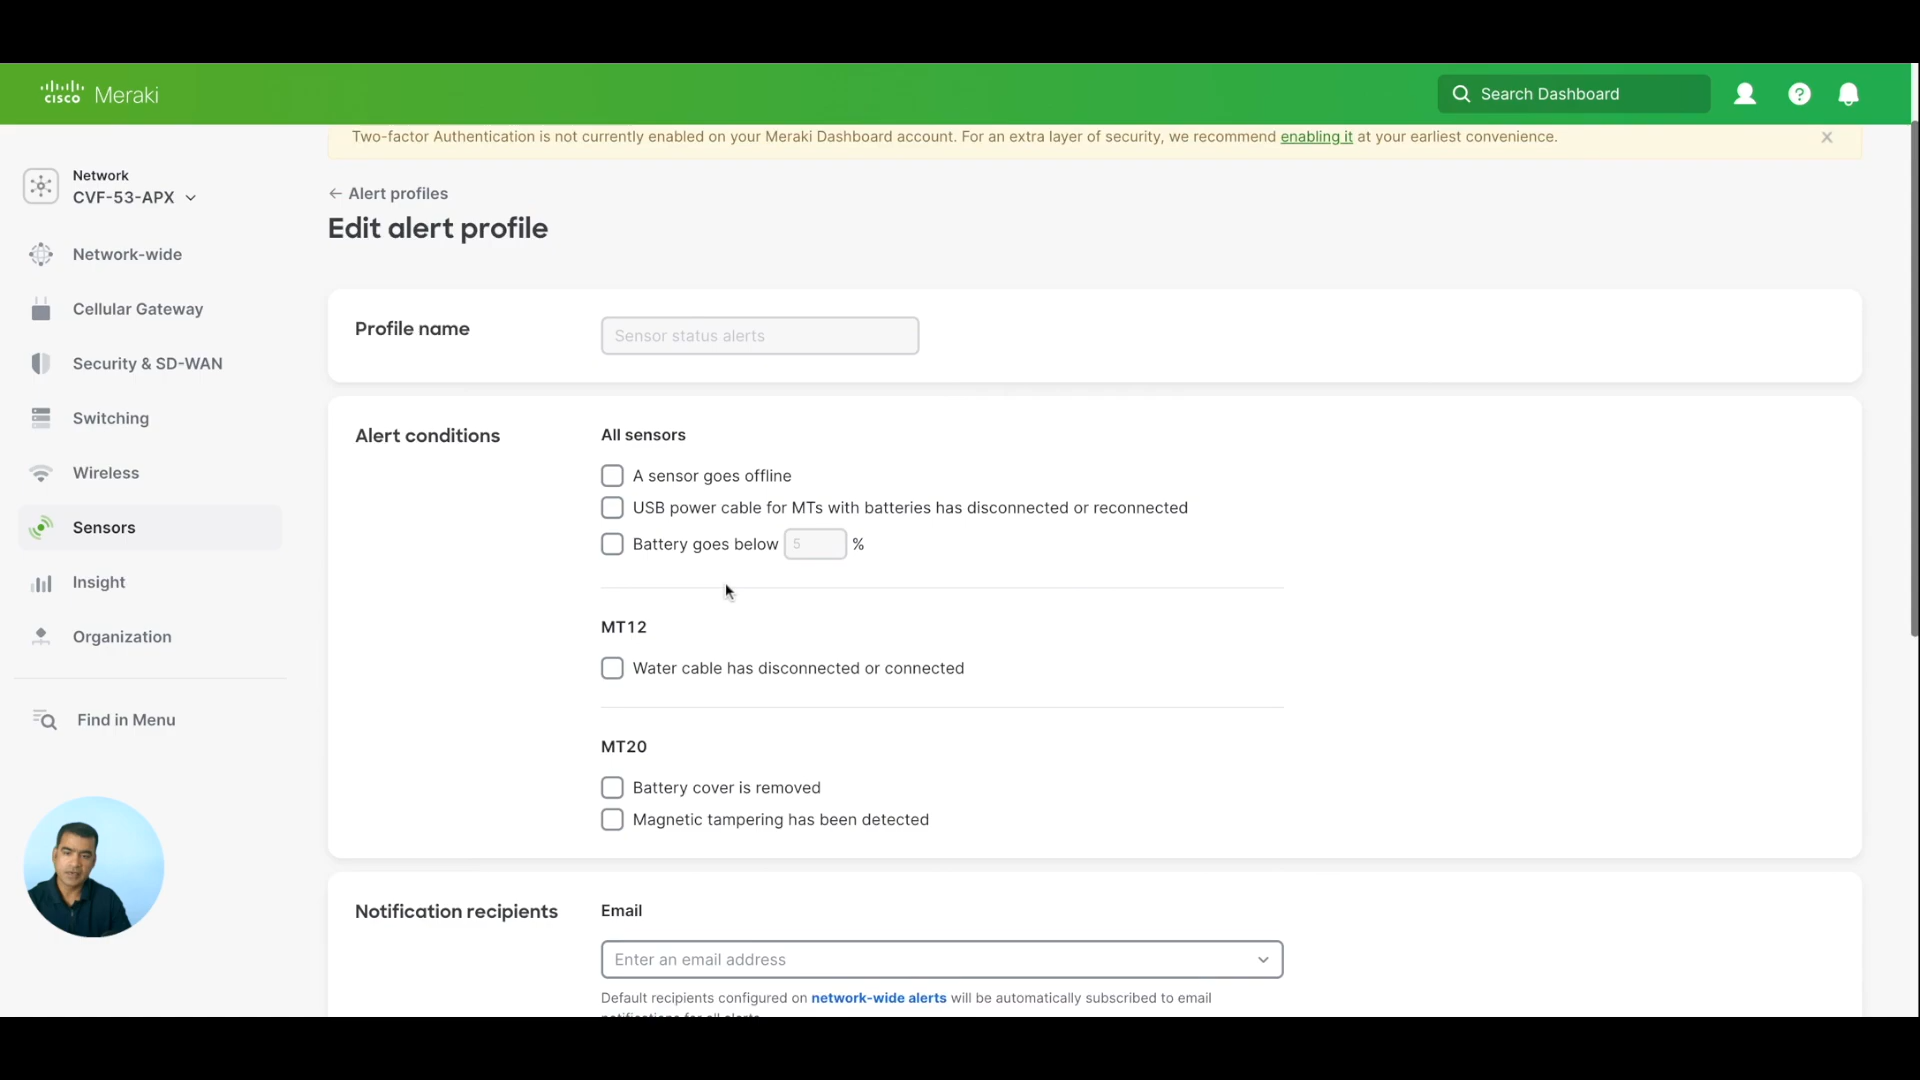 cisco Meraki
Search Dashboard
Two-factor Authentication is not currently enabled on your Meraki Dashboard account. For an extra layer of security, we recommend enabling it at your earliest convenience.
Network
CVF-53-APX
Network-wide
Cellular Gateway
Security & SD-WAN
Switching
Wireless
Sensors
Insight
Organization
Find in Menu
← Alert profiles
Edit alert profile
Profile name
Sensor status alerts
Alert conditions
All sensors
A sensor goes offline
USB power cable for MTs with batteries has disconnected or reconnected
Battery goes below 5 %
MT12
Water cable has disconnected or connected
MT20
Battery cover is removed
Magnetic tampering has been detected
Notification recipients
Email
Enter an email address
Default recipients configured on network-wide alerts will be automatically subscribed to email
notifications for all alerts